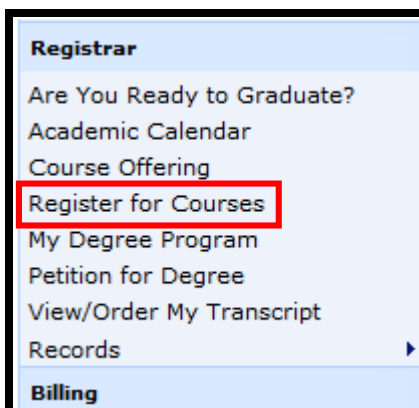 Registrar
Are You Ready to Graduate?
Academic Calendar
Course Offering
Register for Courses
My Degree Program
Petition for Degree
View/Order My Transcript
Records
Billing